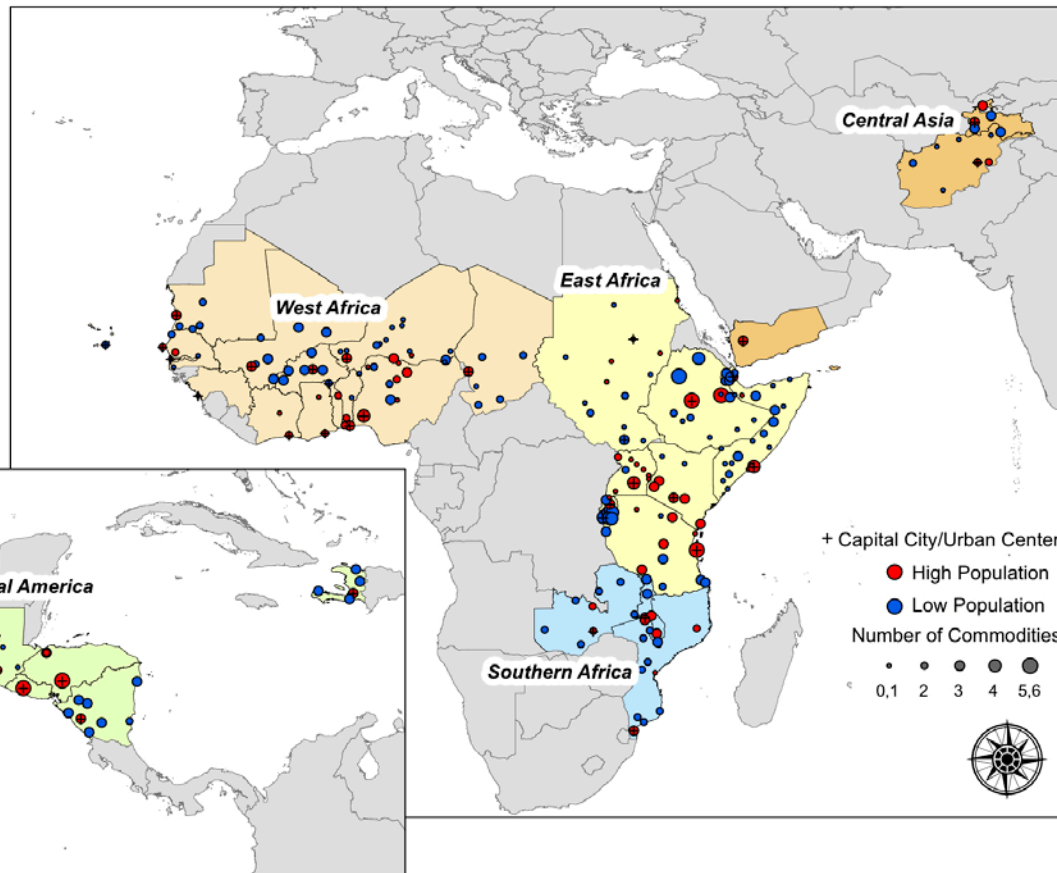 Central Asia
East Africa
West Africa
+ Capital City/Urban Center
High Population
al America
Low Population
Number of Commodities
0,1 2 3 4 5,6
Southern Africa